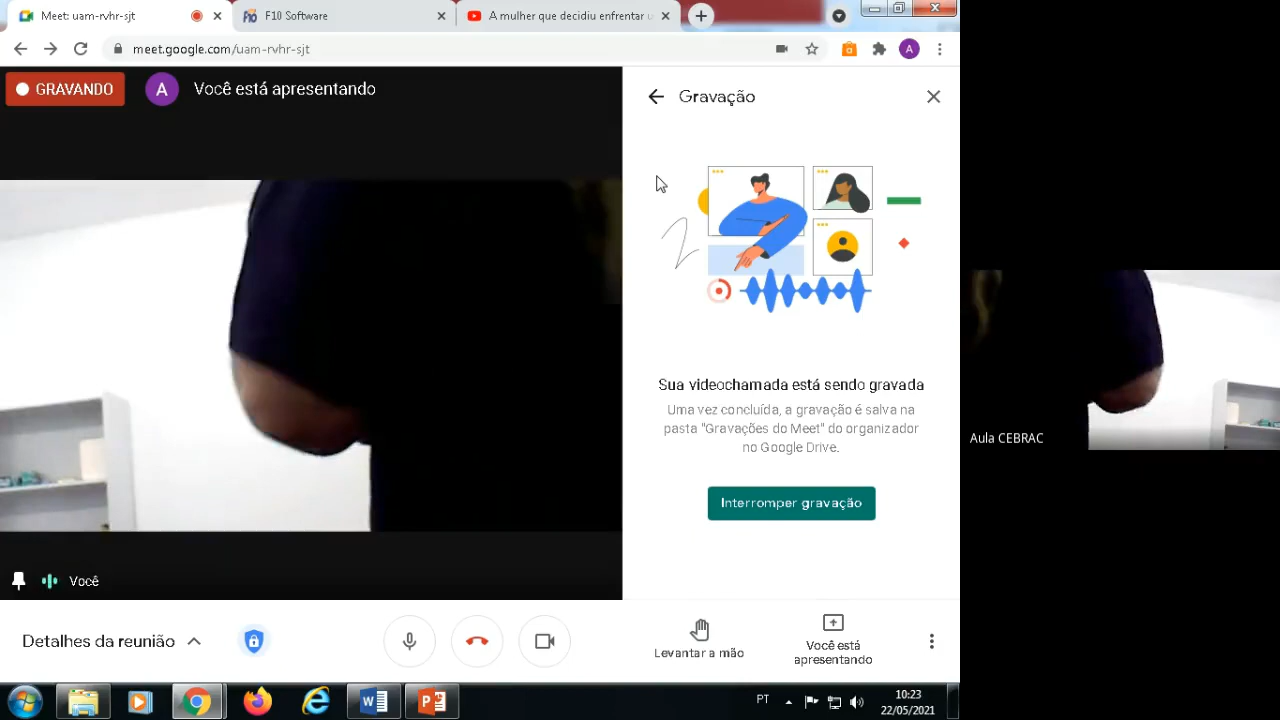 Meet: uam-rvhr-sjt
F10 Software
A mulher que decidiu enfrentar u
meet.google.com/uam-rvhr-sjt
A
GRAVANDO
A
Você está apresentando
Gravação
Sua videochamada está sendo gravada
Uma vez concluída, a gravação é salva na
pasta "Gravações do Meet" do organizador
no Google Drive.
Interromper gravação
Aula CEBRAC
Você
Detalhes da reunião
Levantar a mão
Você está
apresentando
PT
10:23
22/05/2021